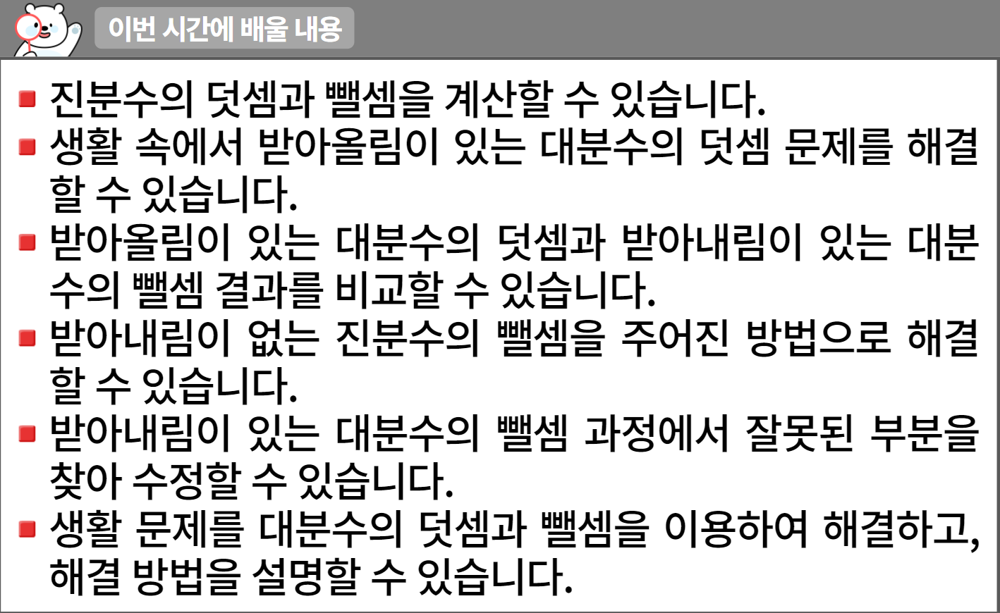 이번 시간에 배울 내용
진분수의 덧셈과 뺄셈을 계산할 수 있습니다.
생활 속에서 받아올림이 있는 대분수의 덧셈 문제를 해결
할 수 있습니다.
받아올림이 있는 대분수의 덧셈과 받아내림이 있는 대분
수의 뺄셈 결과를 비교할 수 있습니다.
받아내림이 없는 진분수의 뺄셈을 주어진 방법으로 해결
할 수 있습니다.
받아내림이 있는 대분수의 뺄셈 과정에서 잘못된 부분을
찾아 수정할 수 있습니다.
생활 문제를 대분수의 덧셈과 뺄셈을 이용하여 해결하고,
해결 방법을 설명할 수 있습니다.